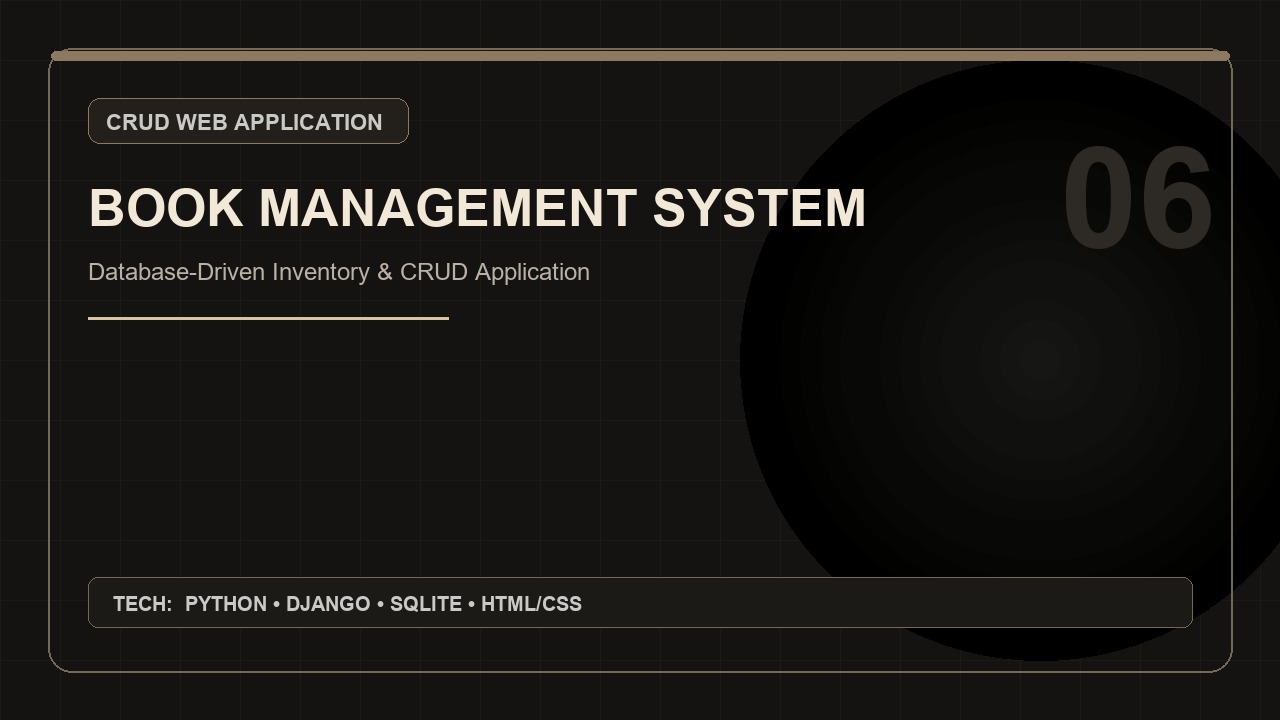 CRUD WEB APPLICATION
06
BOOK MANAGEMENT SYSTEM
Database-Driven Inventory & CRUD Application
TECH: PYTHON • DJANGO • SQLITE • HTML/CSS